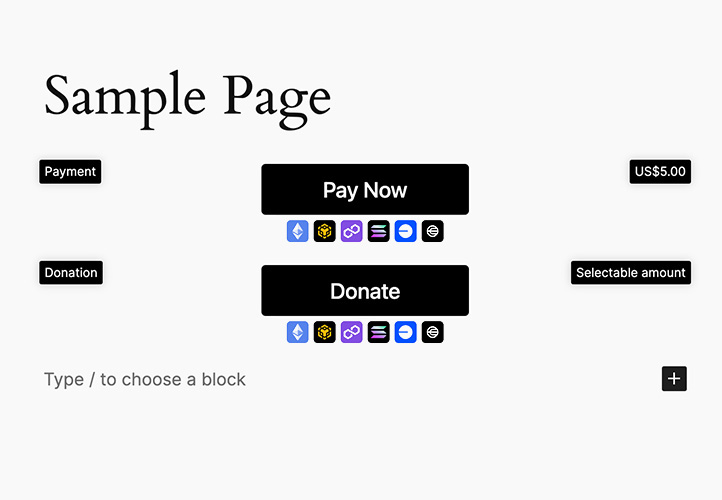 Sample Page
Payment
Pay Now
US$5.00
Donation
Donate
Selectable amount
Type / to choose a block